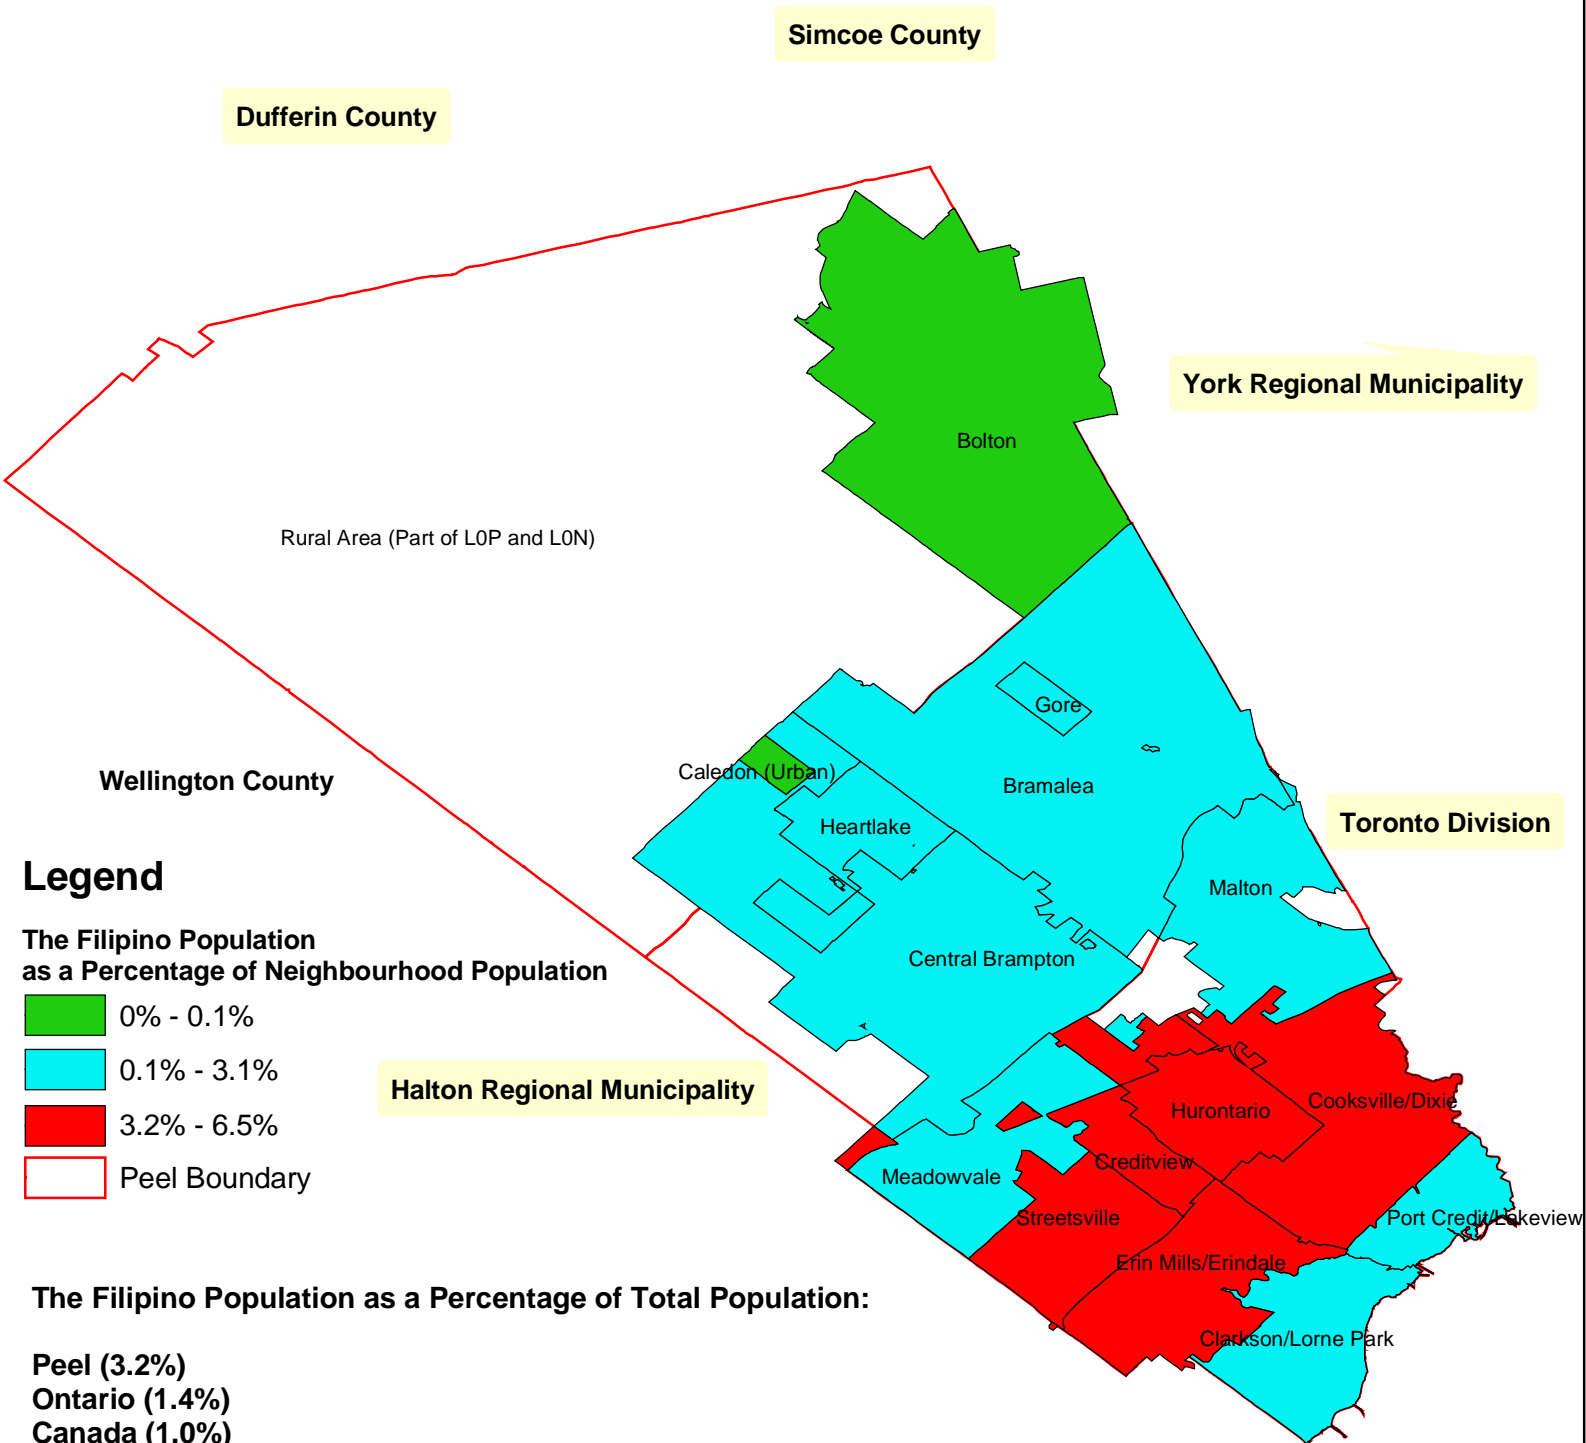 Simcoe County
Dufferin County
York Regional Municipality
Bolton
Rural Area (Part of L0P and L0N)
Gore
Wellington County
Caledon (Urban)
Bramalea
Heartlake
Toronto Division
Malton
Central Brampton
Legend
The Filipino Population
as a Percentage of Neighbourhood Population
0% - 0.1%
0.1% - 3.1%
3.2% - 6.5%
Peel Boundary
Halton Regional Municipality
Hurontario
Cooksville/Dixie
Creditview
Meadowvale
Streetsville
Port Credit/Lakeview
Erin Mills/Erindale
Clarkson/Lorne Park
The Filipino Population as a Percentage of Total Population:
Peel (3.2%)
Ontario (1.4%)
Canada (1.0%)